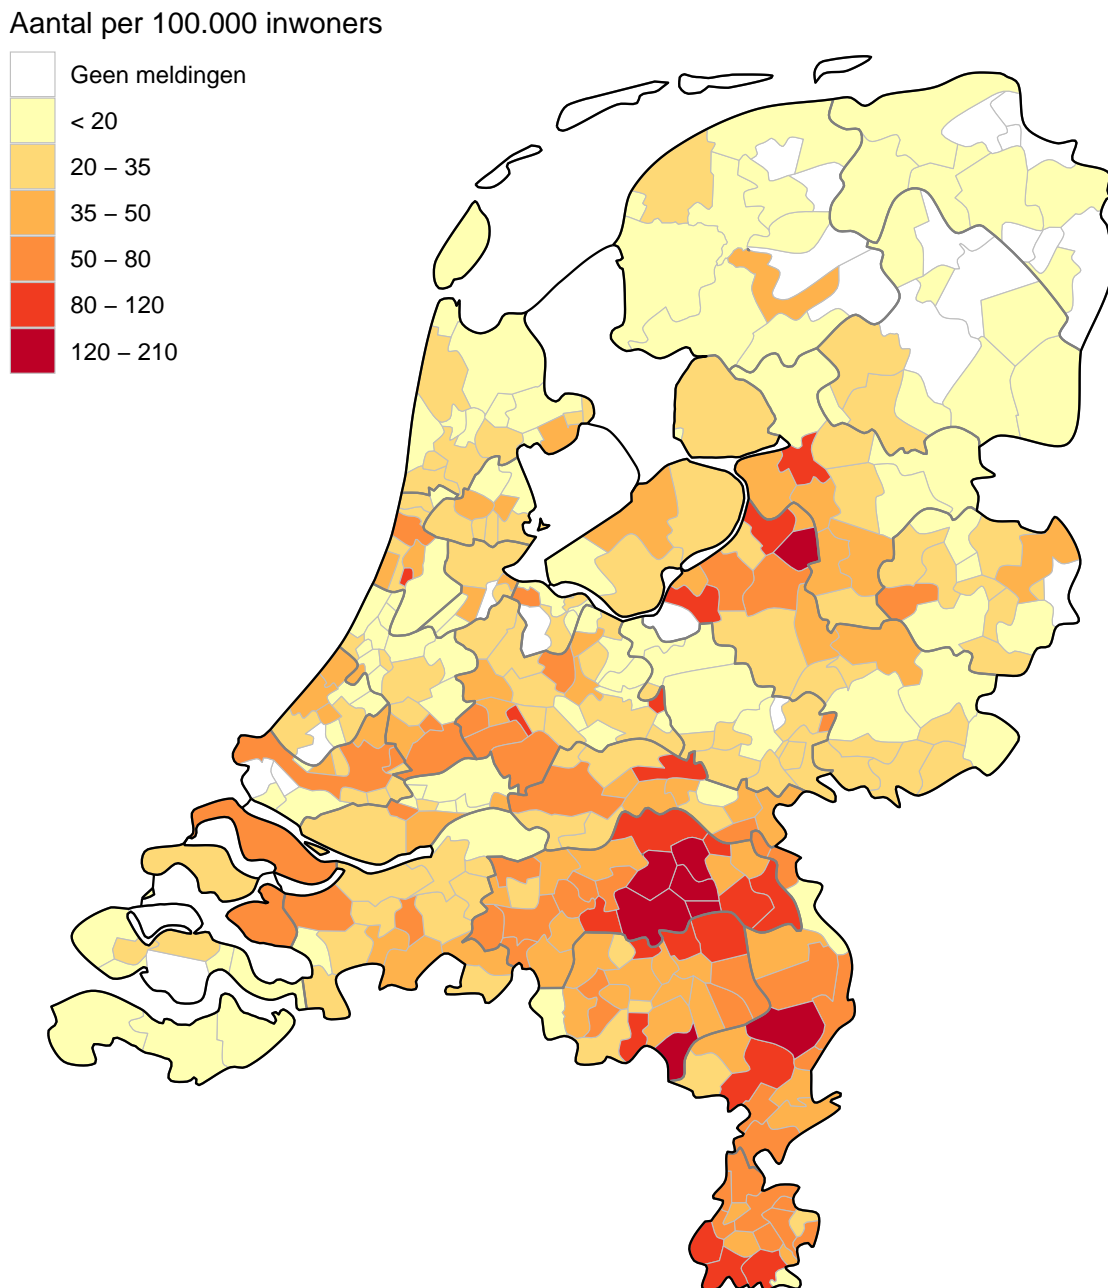 Aantal per 100.000 inwoners
Geen meldingen
< 20
20 – 35
35 – 50
50 – 80
80 – 120
120 – 210